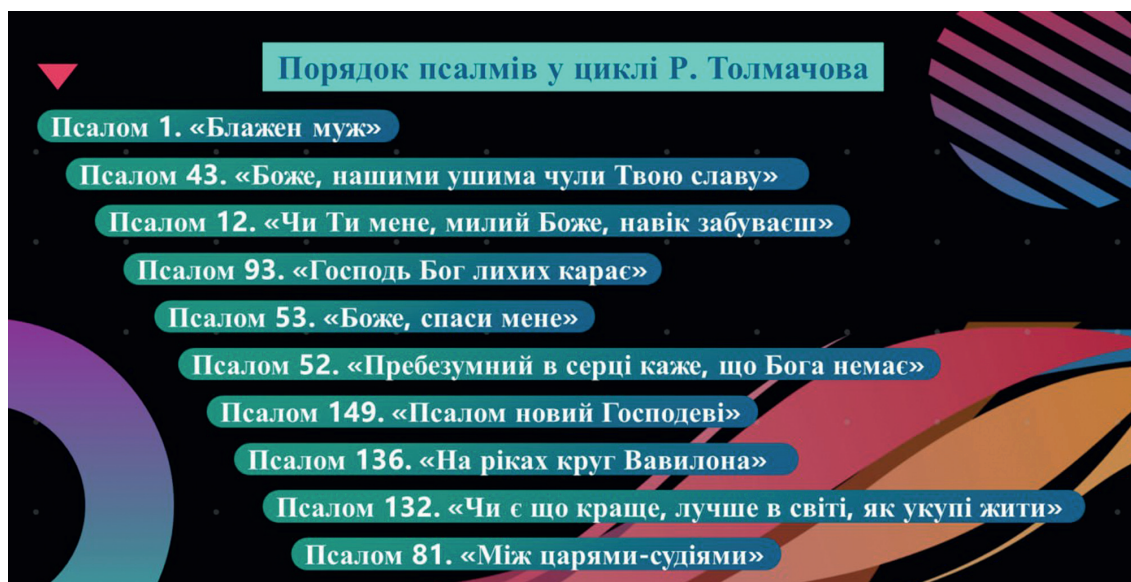 Порядок псалмів у циклі Р. Толмачова
Псалом 1. «Блажен муж»
Псалом 43. «Боже, нашими ушима чули Твою славу»
Псалом 12. «Чи Ти мене, милий Боже, навік забуваєш»
Псалом 93. «Господь Бог лихих карає»
Псалом 53. «Боже, спаси мене»
Псалом 52. «Пребезумний в серці каже, що Бога немає»
Псалом 149. «Псалом новий Господеві»
Псалом 136. «На ріках круг Вавилона»
Псалом 132. «Чи є що краще, лучше в світі, як укупі жити»
Псалом 81. «Між царями-судіями»